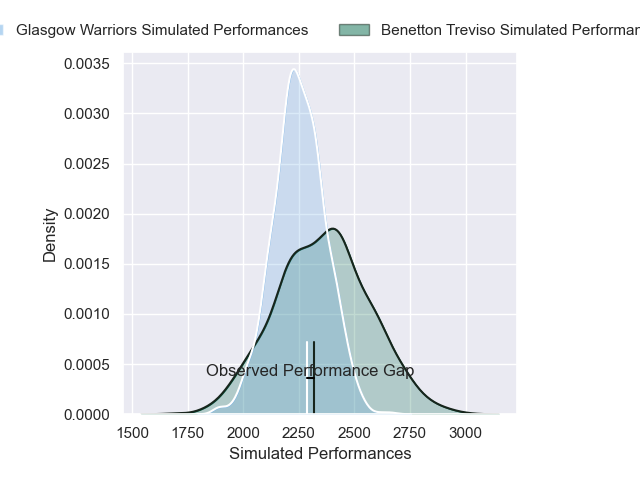 Glasgow Warriors Simulated Performances
Benetton Treviso Simulated
0.0035
0.0030
0.0025
0.0020
0.0015
0.0010
0.0005
0.0000
Density
Observed Performance Gap
1500 1750 2000 2250 2500 2750 3000
Simulated Performances